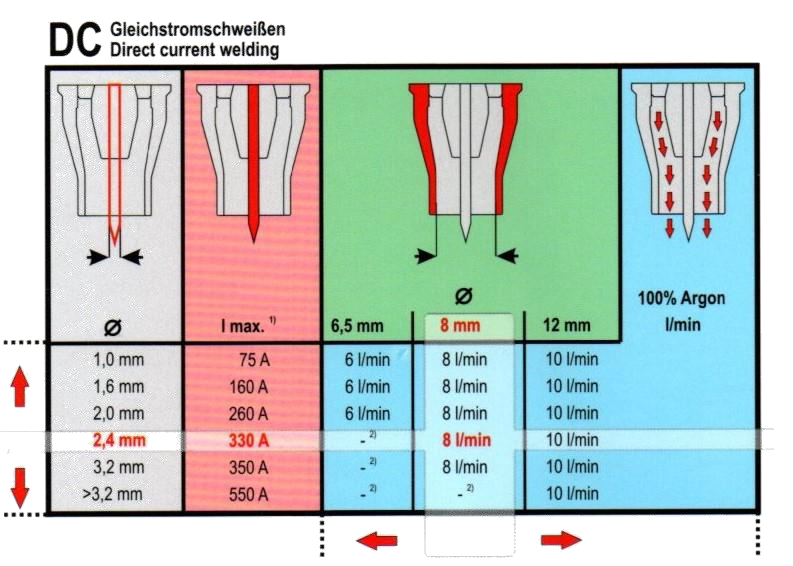 DC Gleichstromschweißen
Direct current welding
100% Argon
l/min
Ø I max. 1) Ø
6,5 mm 8 mm 12 mm
1,0 mm 75 A 6 l/min 8 l/min 10 l/min
1,6 mm 160 A 6 l/min 8 l/min 10 l/min
2,0 mm 260 A 6 l/min 8 l/min 10 l/min
2,4 mm 330 A - 2) 8 l/min 10 l/min
3,2 mm 350 A - 2) 8 l/min 10 l/min
>3,2 mm 550 A - 2) - 2) 10 l/min